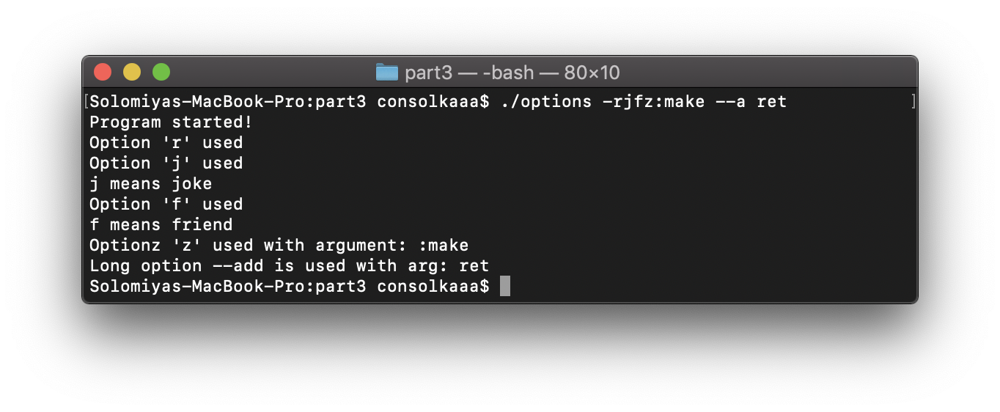 part3 — -bash — 80×10
[Solomiyas-MacBook-Pro:part3 consolkaaa$ ./options -rjfz:make --a ret ]
Program started!
Option 'r' used
Option 'j' used
j means joke
Option 'f' used
f means friend
Optionz 'z' used with argument: :make
Long option --add is used with arg: ret
Solomiyas-MacBook-Pro:part3 consolkaaa$